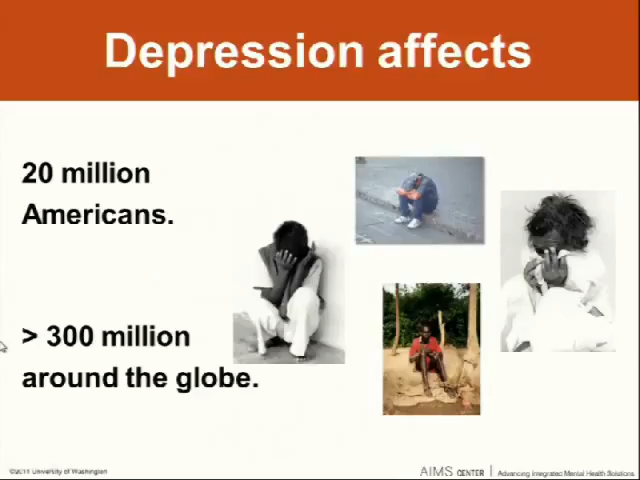 Depression affects
20 million
Americans.
> 300 million
around the globe.
©2011 University of Washington
AIMS CENTER | Advancing Integrated Mental Health Solutions